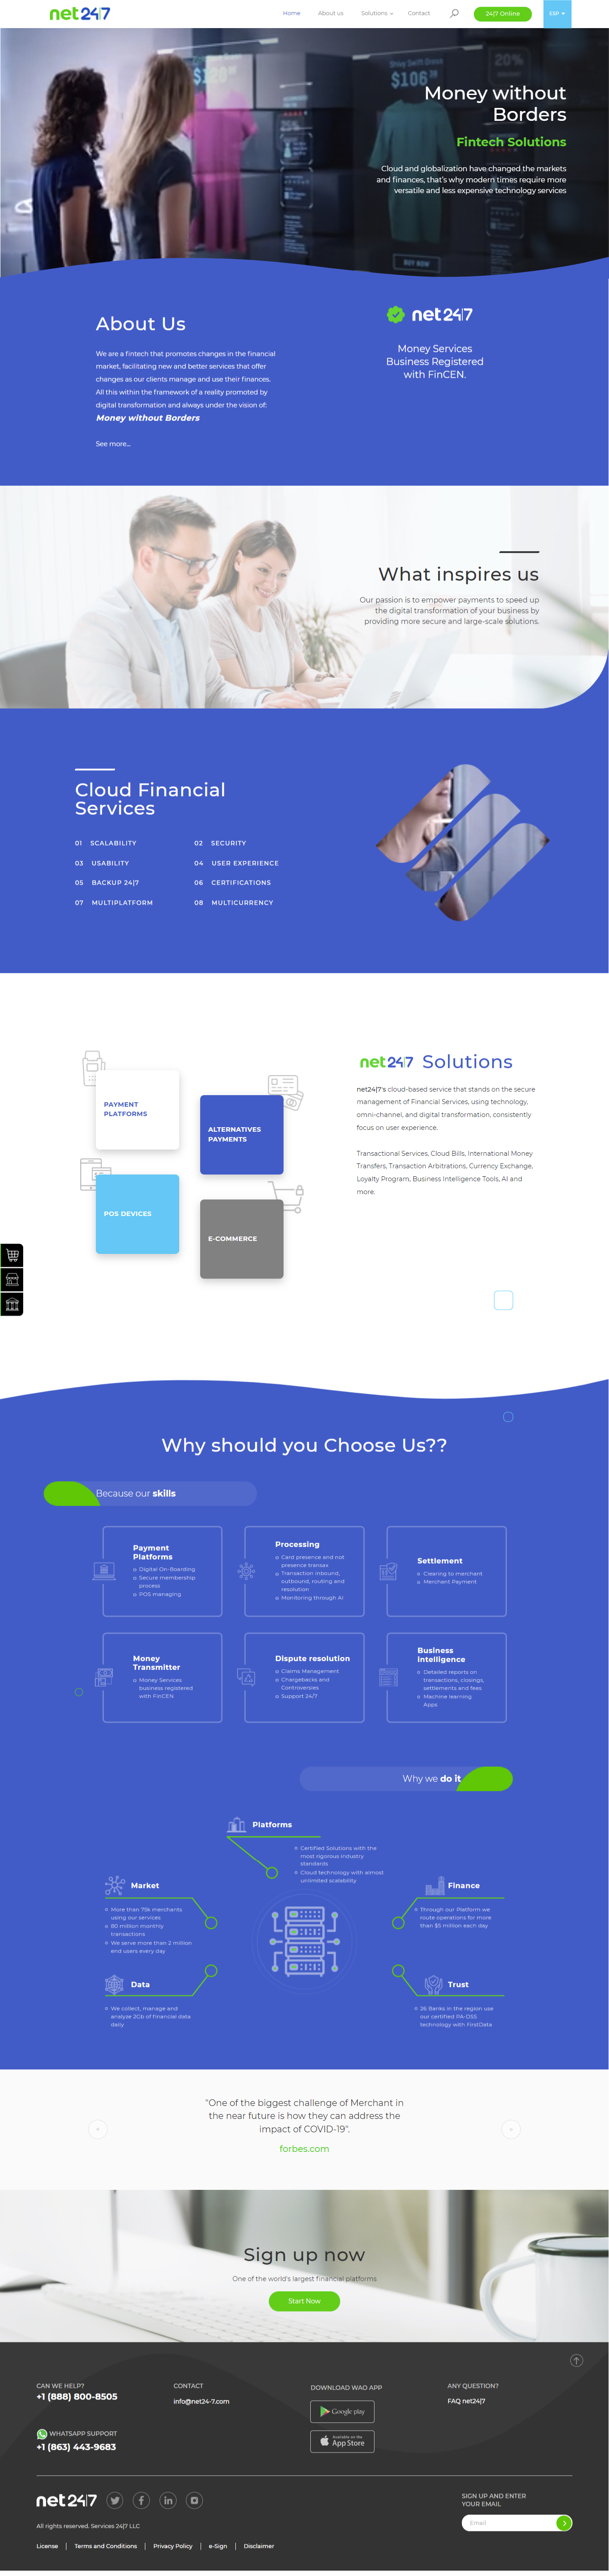 net24|7
Home
About us
Solutions
Contact
24|7 Online
ESP
$120
Shivy Swift Dress
$106
20%
BUY NOW
Money without
Borders
Fintech Solutions
Cloud and globalization have changed the markets
and finances, that's why modern times require more
versatile and less expensive technology services
About Us
We are a fintech that promotes changes in the financial
market, facilitating new and better services that offer
changes as our clients manage and use their finances.
All this within the framework of a reality promoted by
digital transformation and always under the vision of:
Money without Borders
See more...
net24|7
Money Services
Business Registered
with FinCEN.
What inspires us
Our passion is to empower payments to speed up
the digital transformation of your business by
providing more secure and large-scale solutions.
Cloud Financial
Services
01 SCALABILITY
02 SECURITY
03 USABILITY
04 USER EXPERIENCE
05 BACKUP 24|7
06 CERTIFICATIONS
07 MULTIPLATFORM
08 MULTICURRENCY
PAYMENT
PLATFORMS
ALTERNATIVES
PAYMENTS
POS DEVICES
E-COMMERCE
net24|7 Solutions
net24|7's cloud-based service that stands on the secure
management of Financial Services, using technology,
omni-channel, and digital transformation, consistently
focus on user experience.
Transactional Services, Cloud Bills, International Money
Transfers, Transaction Arbitrations, Currency Exchange,
Loyalty Program, Business Intelligence Tools, AI and
more.
Why should you Choose Us??
Because our skills
Payment
Platforms
Digital On-Boarding
Secure membership
process
POS managing
Processing
Card presence and not
presence transax.
Transaction inbound,
outbound, routing and
resolution
Monitoring through AI
Settlement
Clearing to merchant
Merchant Payment
Money
Transmitter
Money Services
business registered
with FinCEN
Dispute resolution
Claims Management
Chargebacks and
Controversies
Support 24/7
Business
intelligence
Detailed reports on
transactions, closings,
settlements and fees
Machine learning
Apps
Why we do it
Platforms
Certified Solutions with the
most rigorous industry
standards
Cloud technology with almost
unlimited scalability
Market
More than 75k merchants
using our services
80 million monthly
transactions
We serve more than 2 million
end users every day
Finance
Through our Platform we
route operations for more
than $5 million each day
Data
We collect, manage and
analyze 2Gb of financial data
daily
Trust
26 Banks in the region use
our certified PA-DSS
technology with FirstData
"One of the biggest challenge of Merchant in
the near future is how they can address the
impact of COVID-19".
forbes.com
Sign up now
One of the world's largest financial platforms
Start Now
CAN WE HELP?
+1 (888) 800-8505
WHATSAPP SUPPORT
+1 (863) 443-9683
CONTACT
info@net24-7.com
DOWNLOAD WAO APP
Google play
Available on the
App Store
ANY QUESTION?
FAQ net24|7
net24|7
All rights reserved. Services 24|7 LLC
License | Terms and Conditions | Privacy Policy | e-Sign | Disclaimer
SIGN UP AND ENTER
YOUR EMAIL
Email